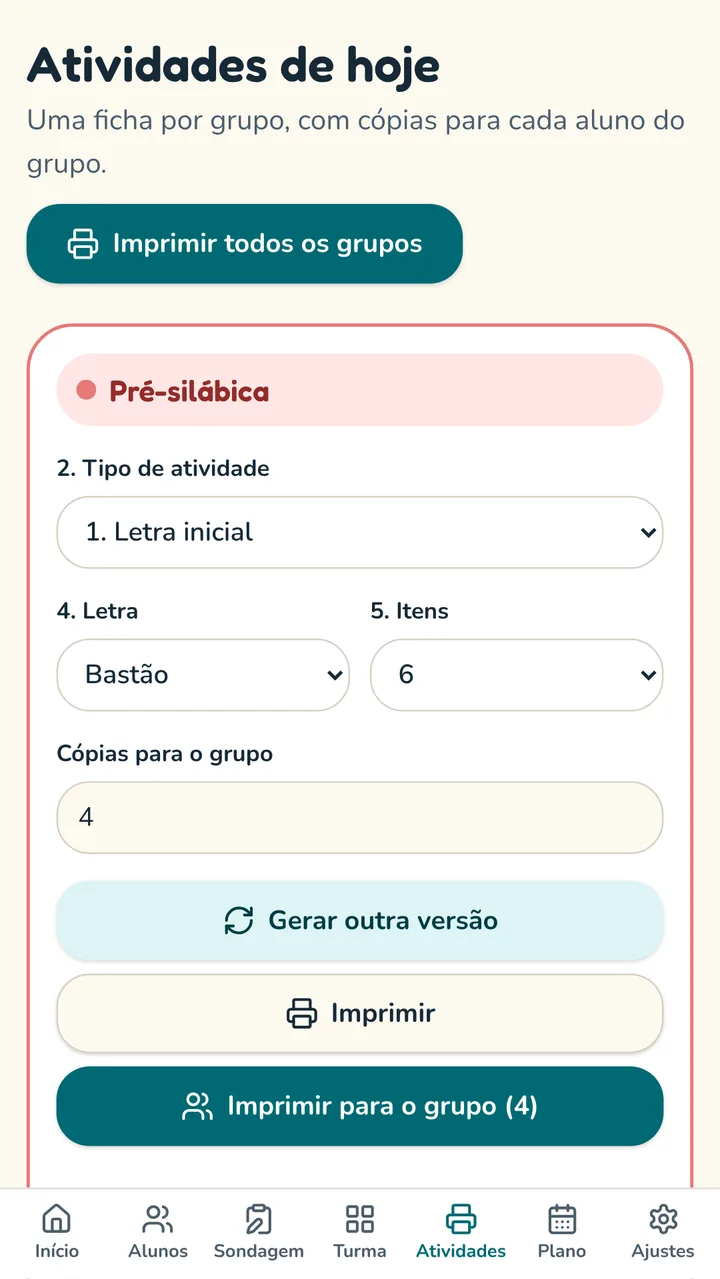 Atividades de hoje
Uma ficha por grupo, com cópias para cada aluno do
grupo.
Imprimir todos os grupos
Pré-silábica
2. Tipo de atividade
1. Letra inicial
4. Letra
5. Itens
Bastão
6
Cópias para o grupo
4
Gerar outra versão
Imprimir
Imprimir para o grupo (4)
Início
Alunos
Sondagem
Turma
Atividades
Plano
Ajustes